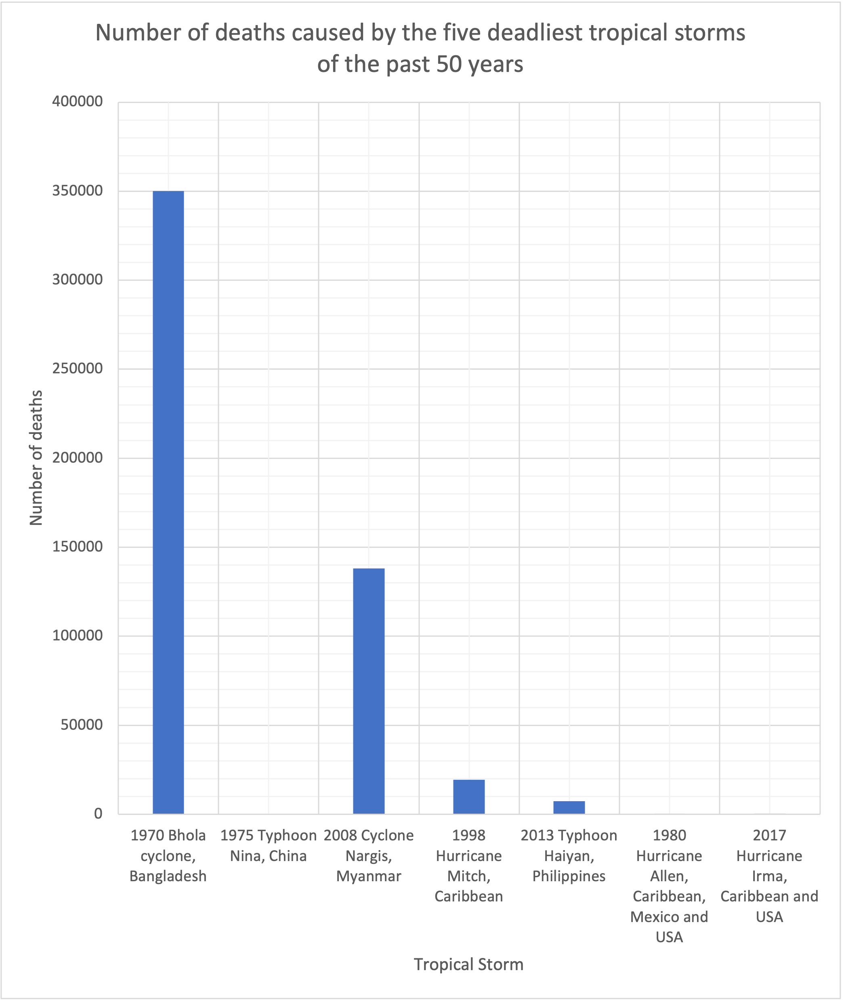 Number of deaths caused by the five deadliest tropical storms
of the past 50 years
400000
350000
300000
250000
200000
150000
100000
50000
0
Number of deaths
1970 Bhola
cyclone,
Bangladesh
1975 Typhoon
Nina, China
2008 Cyclone
Nargis,
Myanmar
1998
Hurricane
Mitch,
Caribbean
2013 Typhoon
Haiyan,
Philippines
1980
Hurricane
Allen,
Caribbean,
Mexico and
USA
2017
Hurricane
Irma,
Caribbean and
USA
Tropical Storm